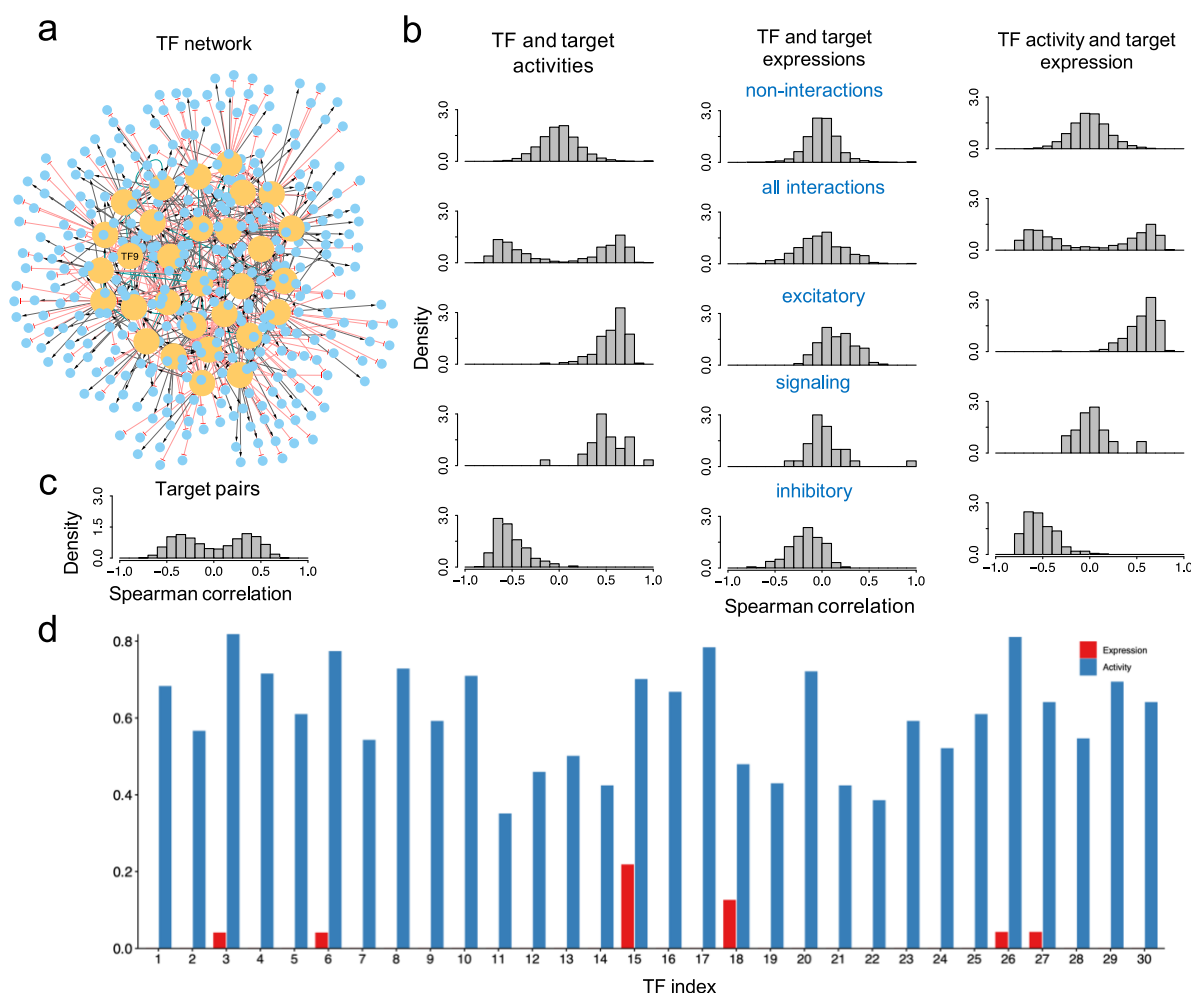 a
TF network
TF9
b
TF and target
activities
TF and target
expressions
TF activity and target
expression
non-interactions
3.0
0.0
3.0
0.0
3.0
0.0
all interactions
3.0
0.0
3.0
0.0
3.0
0.0
excitatory
3.0
0.0
3.0
0.0
3.0
0.0
Density
signaling
3.0
0.0
3.0
0.0
3.0
0.0
inhibitory
3.0
0.0
3.0
0.0
3.0
0.0
−1.0 −0.5 0.0 0.5 1.0
−1.0 −0.5 0.0 0.5 1.0
−1.0 −0.5 0.0 0.5 1.0
Spearman correlation
c
Target pairs
Density
3.0
1.5
0.0
−1.0 −0.5 0.0 0.5 1.0
Spearman correlation
d
0.8
0.6
0.4
0.2
0.0
Expression
Activity
1 2 3 4 5 6 7 8 9 10 11 12 13 14 15 16 17 18 19 20 21 22 23 24 25 26 27 28 29 30
TF index